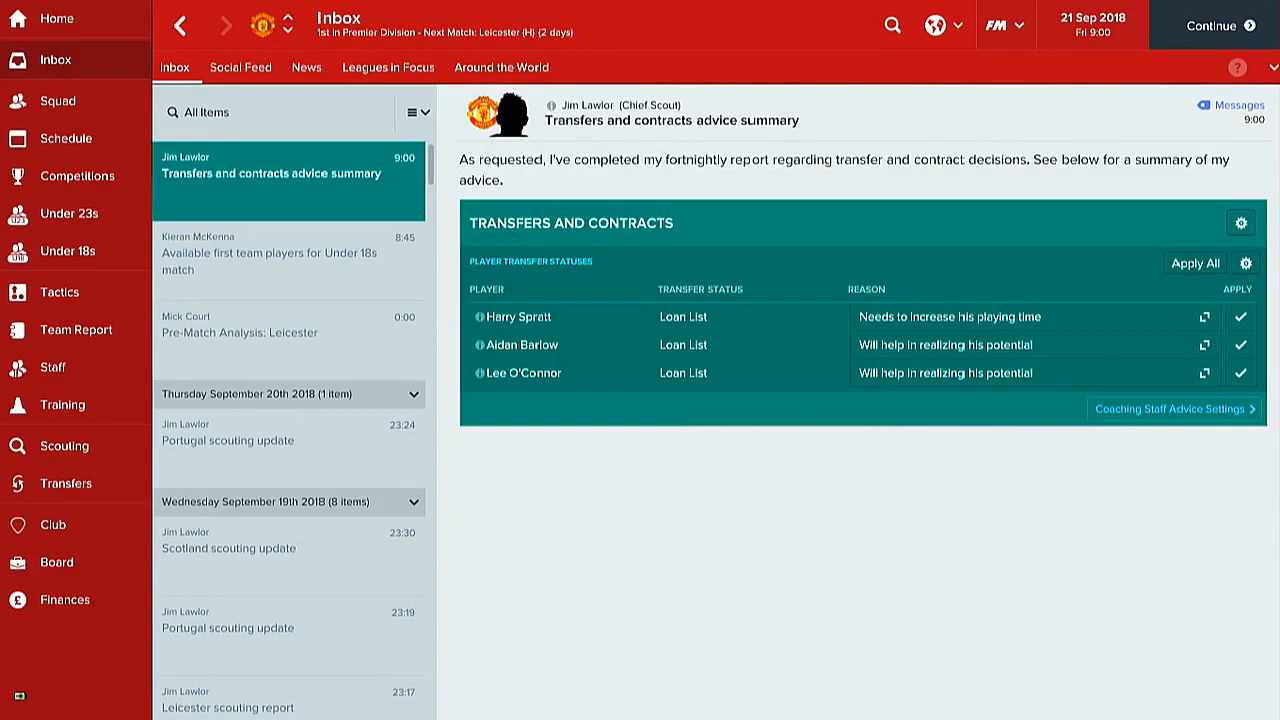 Home
Inbox
Squad
Schedule
Competitions
Under 23s
Under 18s
Tactics
Team Report
Staff
Training
Scouting
Transfers
Club
Board
Finances
Inbox
1st in Premier Division - Next Match: Leicester (H) (2 days)
FM
21 Sep 2018
Fri 9:00
Continue
Inbox Social Feed News Leagues in Focus Around the World
?
All Items
Jim Lawlor 9:00
Transfers and contracts advice summary
Kieran McKenna 8:45
Available first team players for Under 18s
match
Mick Court 0:00
Pre-Match Analysis: Leicester
Thursday September 20th 2018 (1 item)
Jim Lawlor 23:24
Portugal scouting update
Wednesday September 19th 2018 (8 items)
Jim Lawlor 23:30
Scotland scouting update
Jim Lawlor 23:19
Portugal scouting update
Jim Lawlor 23:17
Leicester scouting report
Jim Lawlor (Chief Scout)
Transfers and contracts advice summary
Messages
9:00
As requested, I've completed my fortnightly report regarding transfer and contract decisions. See below for a summary of my
advice.
TRANSFERS AND CONTRACTS
PLAYER TRANSFER STATUSES
Apply All
PLAYER TRANSFER STATUS REASON APPLY
Harry Spratt Loan List Needs to increase his playing time
Aidan Barlow Loan List Will help in realizing his potential
Lee O'Connor Loan List Will help in realizing his potential
Coaching Staff Advice Settings >